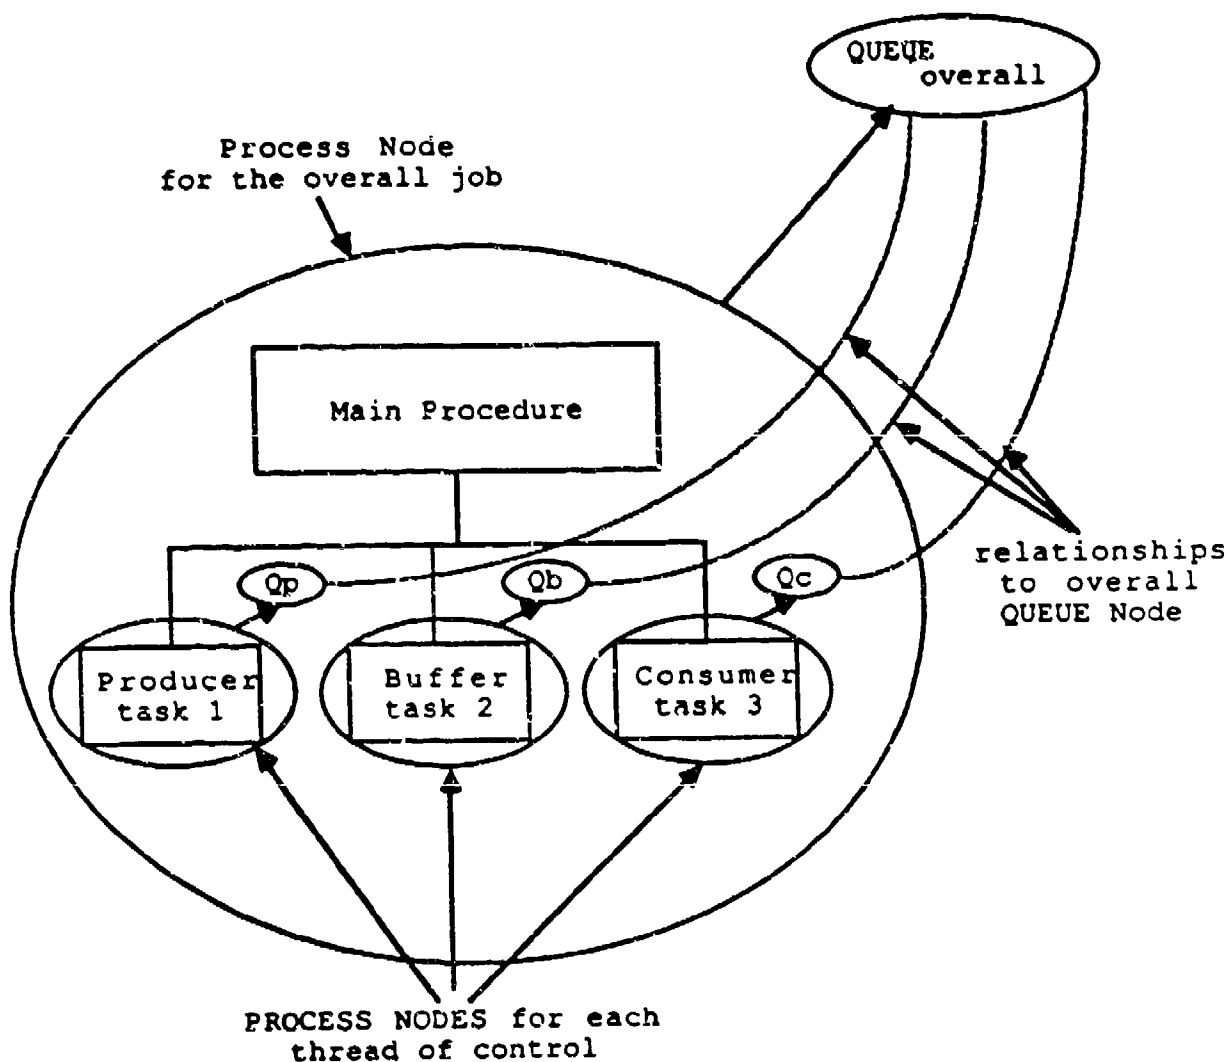 QUEUE
overall
Process Node
for the overall job
Main Procedure
relationships
to overall
QUEUE Node
Qp
Qb
Qc
Producer
task 1
Buffer
task 2
Consumer
task 3
PROCESS NODES for each
thread of control